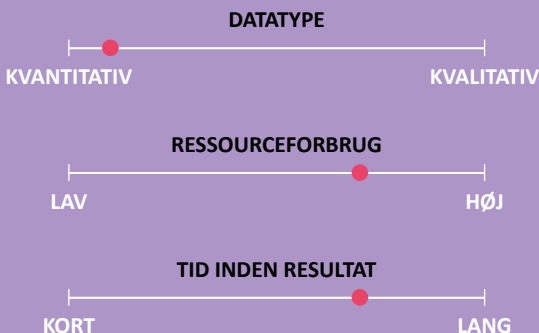 DATATYPE
KVANTITATIV KVALITATIV
RESSOURCEFORBRUG
LAV HØJ
TID INDEN RESULTAT
KORT LANG